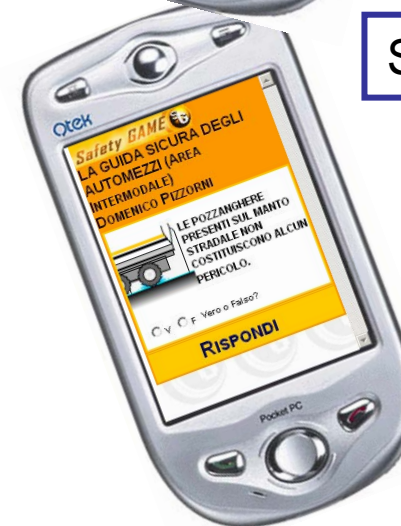 S
Qtek
Safety GAME
LA GUIDA SICURA DEGLI
AUTOMEZZI (AREA
INTERMODALE)
DOMENICO PIZZORNI
LE POZZANGHERE
PRESENTI SUL MANTO
STRADALE NON
COSTITUISCONO ALCUN
PERICOLO.
V F Vero o Falso?
RISPONDI
Pocket PC